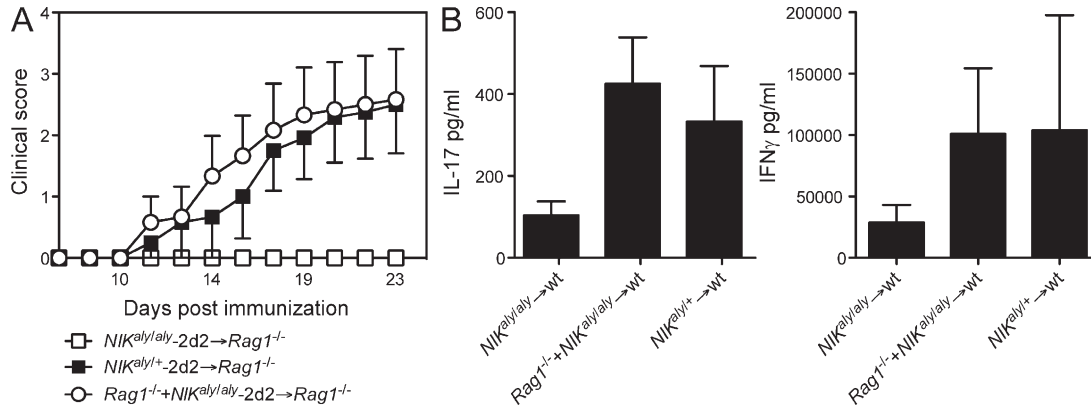 A
Clinical score
4
3
2
1
0
10 14 19 23
Days post immunization
NIKaly/aly-2d2→Rag1-/-
NIKaly/+-2d2→Rag1-/-
Rag1-/-+NIKaly/aly-2d2→Rag1-/-
B
IL-17 pg/ml
600
400
200
0
NIKaly/aly→wt
Rag1-/-+NIKaly/aly→wt
NIKaly/+→wt
IFNγ pg/ml
200000
150000
100000
50000
0
NIKaly/aly→wt
Rag1-/-+NIKaly/aly→wt
NIKaly/+→wt